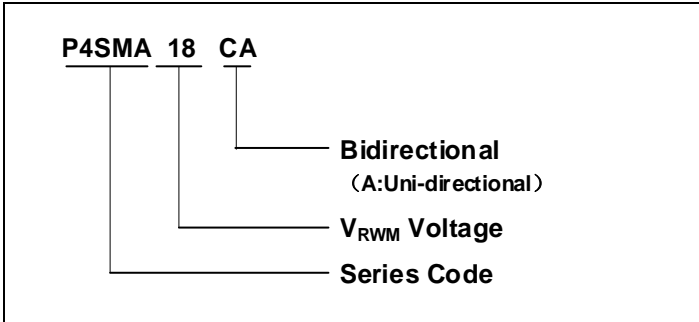 P4SMA 18 CA
Bidirectional
（A:Uni-directional）
VRWM Voltage
Series Code